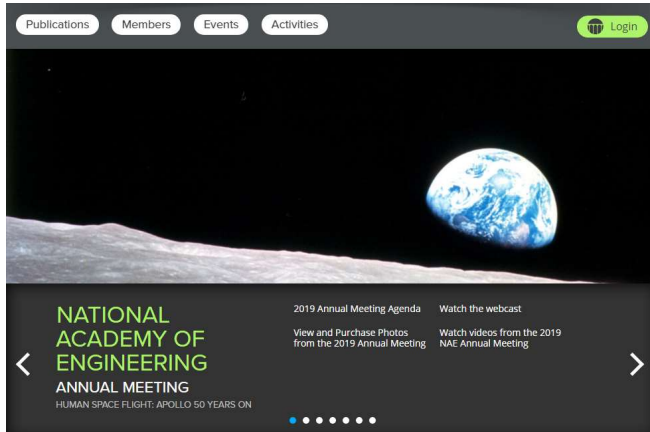 Publications Members Events Activities Login
NATIONAL
ACADEMY OF
ENGINEERING
ANNUAL MEETING
HUMAN SPACE FLIGHT: APOLLO 50 YEARS ON
2019 Annual Meeting Agenda
View and Purchase Photos
from the 2019 Annual Meeting
Watch the webcast
Watch videos from the 2019
NAE Annual Meeting